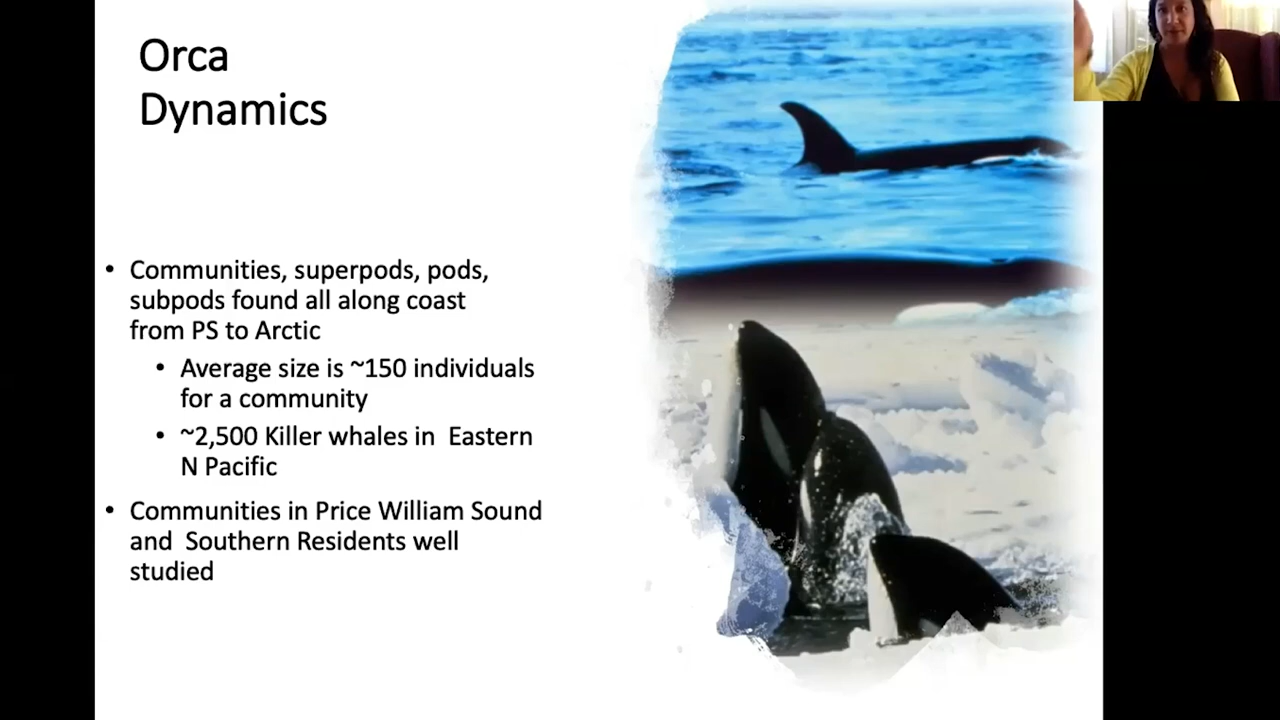 Orca
Dynamics
• Communities, superpods, pods,
subpods found all along coast
from PS to Arctic
• Average size is ~150 individuals
for a community
• ~2,500 Killer whales in  Eastern
N Pacific
• Communities in Price William Sound
and  Southern Residents well
studied